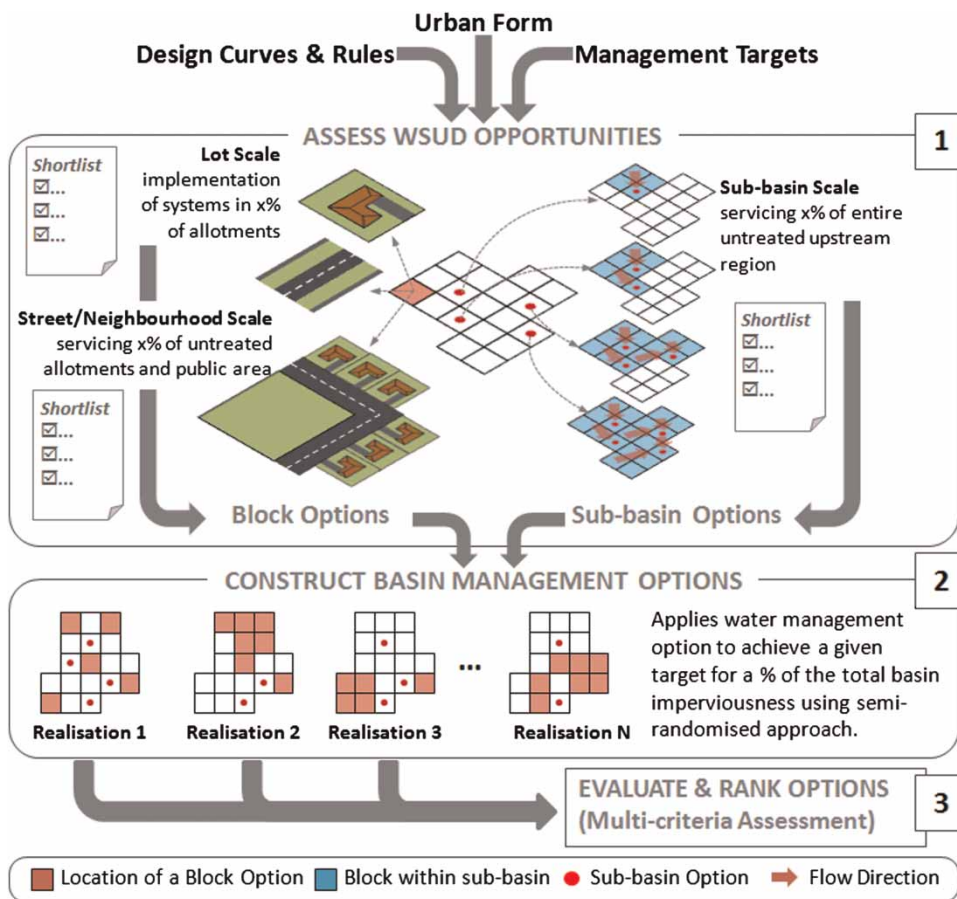 Urban Form
Design Curves & Rules
Management Targets
ASSESS WSUD OPPORTUNITIES
1
Shortlist
☑...
☑...
☑...
Lot Scale
implementation
of systems in x%
of allotments
Sub-basin Scale
servicing x% of entire
untreated upstream
region
Street/Neighbourhood Scale
servicing x% of untreated
allotments and public area
Shortlist
☑...
☑...
☑...
Shortlist
☑...
☑...
☑...
Block Options
Sub-basin Options
CONSTRUCT BASIN MANAGEMENT OPTIONS
2
...
Realisation 1
Realisation 2
Realisation 3
Realisation N
Applies water management
option to achieve a given
target for a % of the total basin
imperviousness using semi-
randomised approach.
EVALUATE & RANK OPTIONS
(Multi-criteria Assessment)
3
Location of a Block Option
Block within sub-basin
Sub-basin Option
Flow Direction